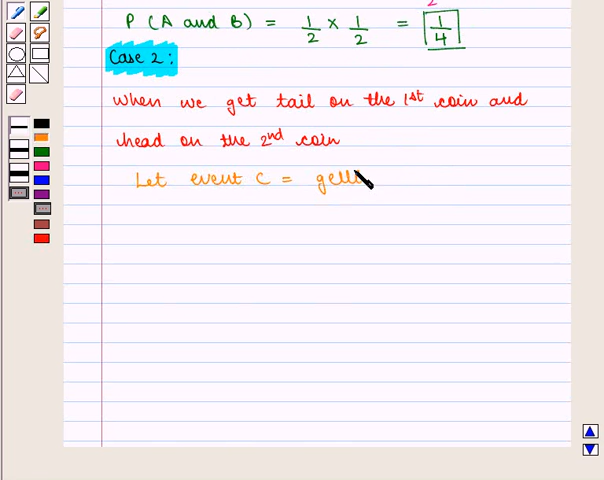 2
P (A and B) = 1/2 × 1/2 = 1/4
Case 2:
When we get tail on the 1st coin and
head on the 2nd coin
Let event C =